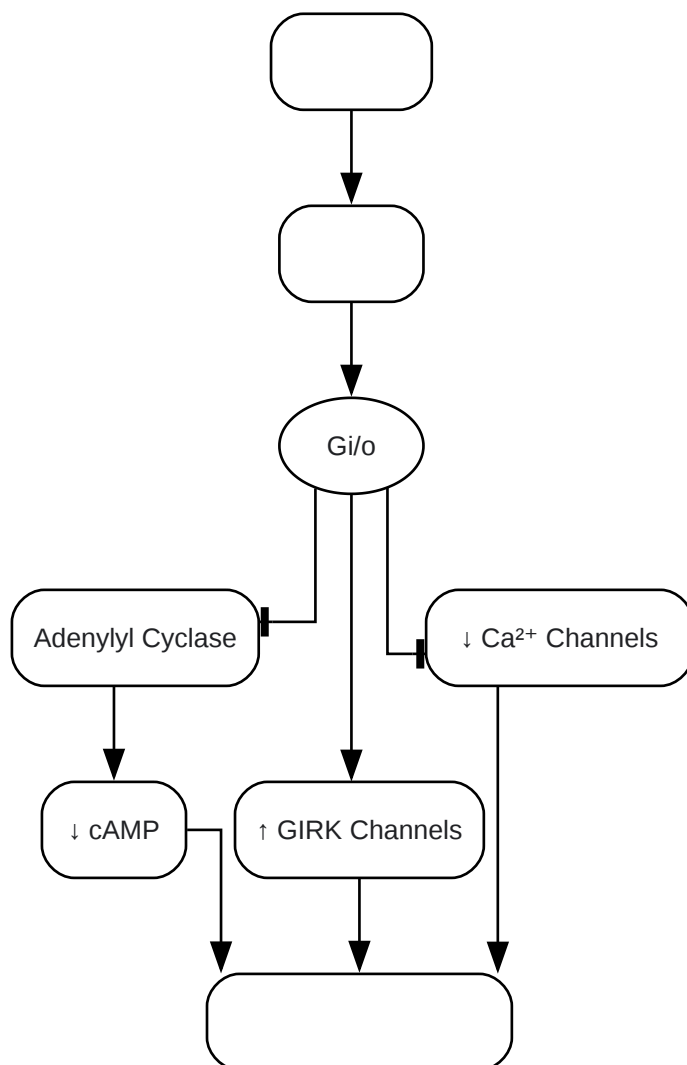 Gi/o
Adenylyl Cyclase
↓ Ca²⁺ Channels
↓ cAMP
↑ GIRK Channels